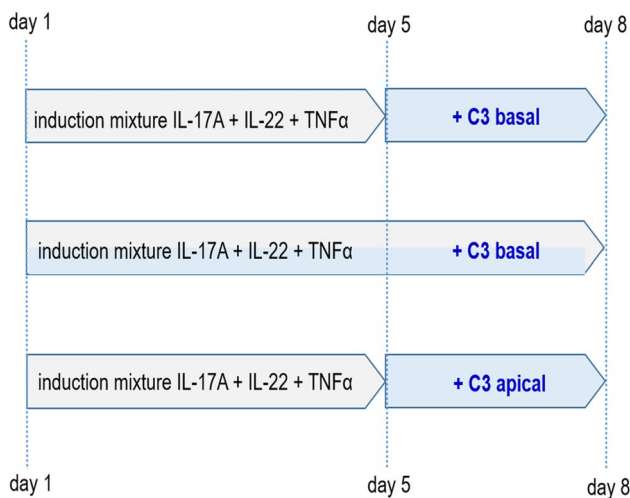 day 1 day 5 day 8
induction mixture IL-17A + IL-22 + TNFα + C3 basal
induction mixture IL-17A + IL-22 + TNFα + C3 basal
induction mixture IL-17A + IL-22 + TNFα + C3 apical
day 1 day 5 day 8